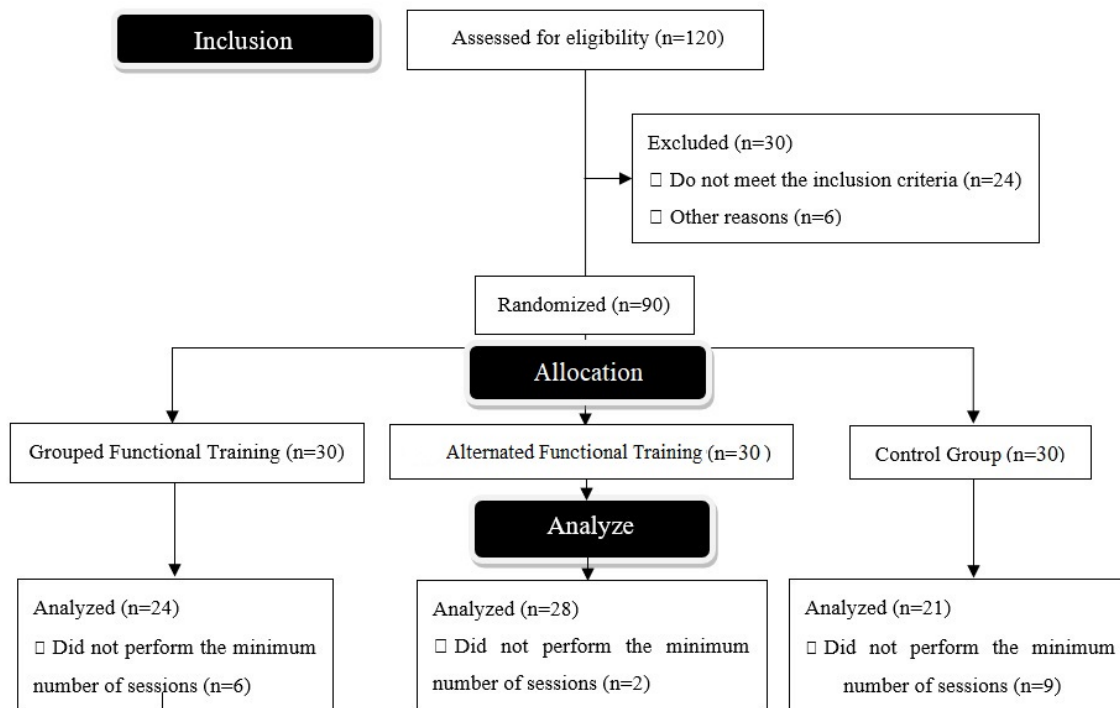 Inclusion
Assessed for eligibility (n=120)
Excluded (n=30)
□ Do not meet the inclusion criteria (n=24)
□ Other reasons (n=6)
Randomized (n=90)
Allocation
Grouped Functional Training (n=30)
Alternated Functional Training (n=30 )
Control Group (n=30)
Analyze
Analyzed (n=24)
□ Did not perform the minimum
number of sessions (n=6)
Analyzed (n=28)
□ Did not perform the minimum
number of sessions (n=2)
Analyzed (n=21)
□ Did not perform the minimum
number of sessions (n=9)